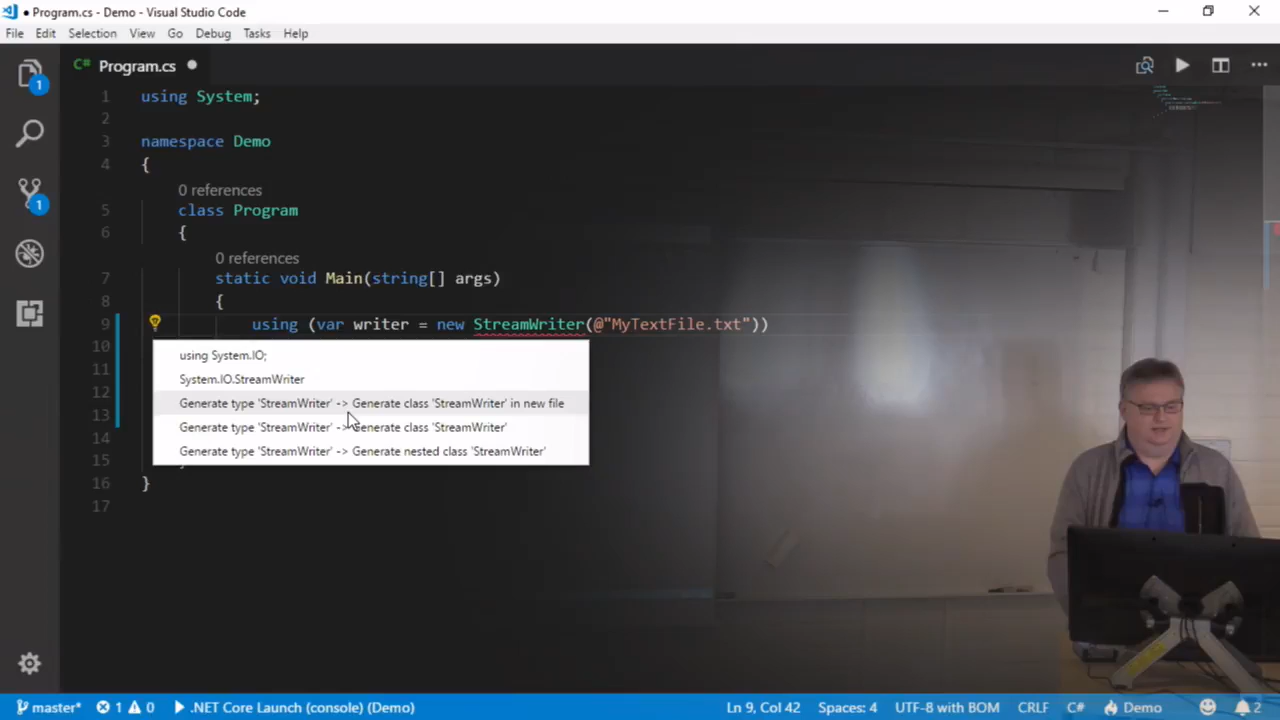 ● Program.cs - Demo - Visual Studio Code
File Edit Selection View Go Debug Tasks Help
C# Program.cs ●
1 using System;
2
3 namespace Demo
4 {
0 references
5 class Program
6 {
0 references
7 static void Main(string[] args)
8 {
9 using (var writer = new StreamWriter(@"MyTextFile.txt"))
10
using System.IO;
11
System.IO.StreamWriter
12
Generate type 'StreamWriter' -> Generate class 'StreamWriter' in new file
13
Generate type 'StreamWriter' -> Generate class 'StreamWriter'
14
Generate type 'StreamWriter' -> Generate nested class 'StreamWriter'
15
16 }
17
1
1
master* 1 0 .NET Core Launch (console) (Demo) Ln 9, Col 42 Spaces: 4 UTF-8 with BOM CRLF C# Demo 2